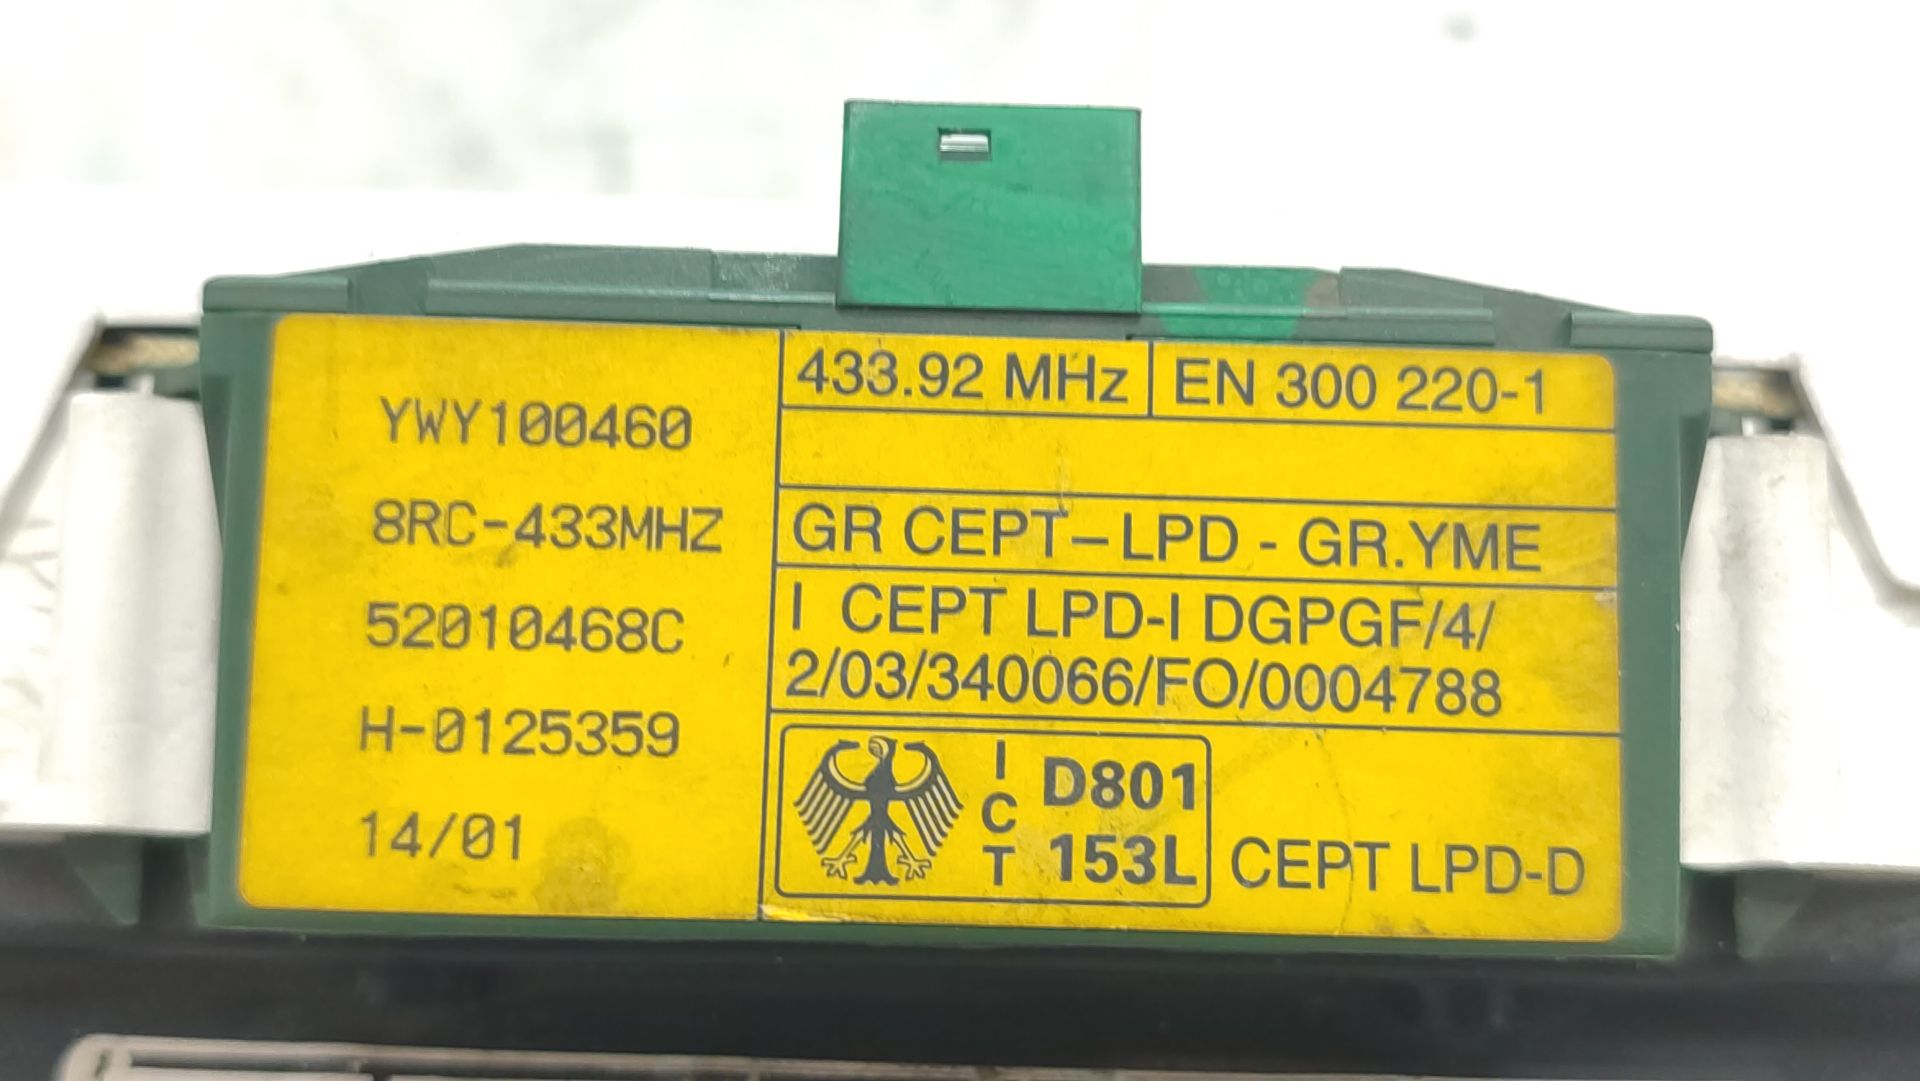 YWY100460
8RC-433MHZ
52010468C
H-0125359
14/01
433.92 MHz EN 300 220-1
GR CEPT-LPD - GR.YME
I CEPT LPD-I DGPGF/4/
2/03/340066/FO/0004788
ICT
D801
153L
CEPT LPD-D